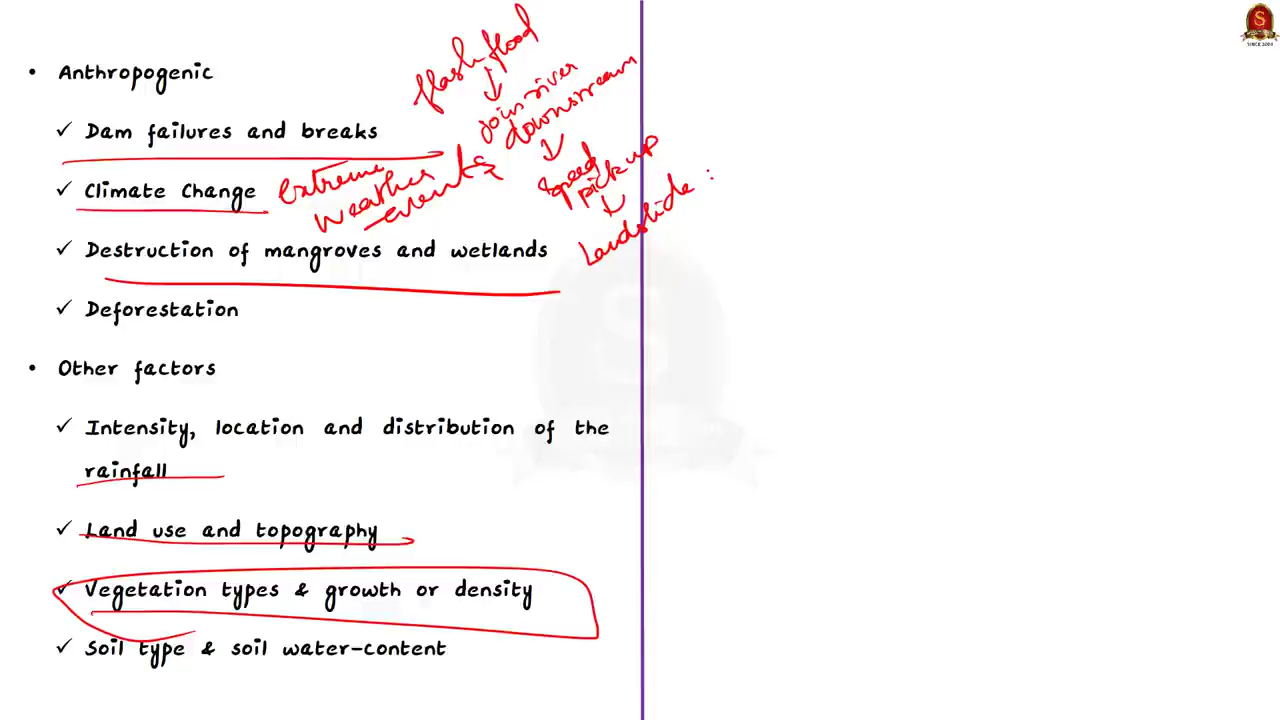 • Anthropogenic
✓ Dam failures and breaks
✓ Climate Change
✓ Destruction of mangroves and wetlands
✓ Deforestation
• Other factors
✓ Intensity, location and distribution of the
rainfall
✓ Land use and topography
✓ Vegetation types & growth or density
✓ Soil type & soil water-content
flash flood
↓
join river
downstream
↓
speed
pick up
↓
Landslide :
Extreme
weather
events
S
SINCE 2004